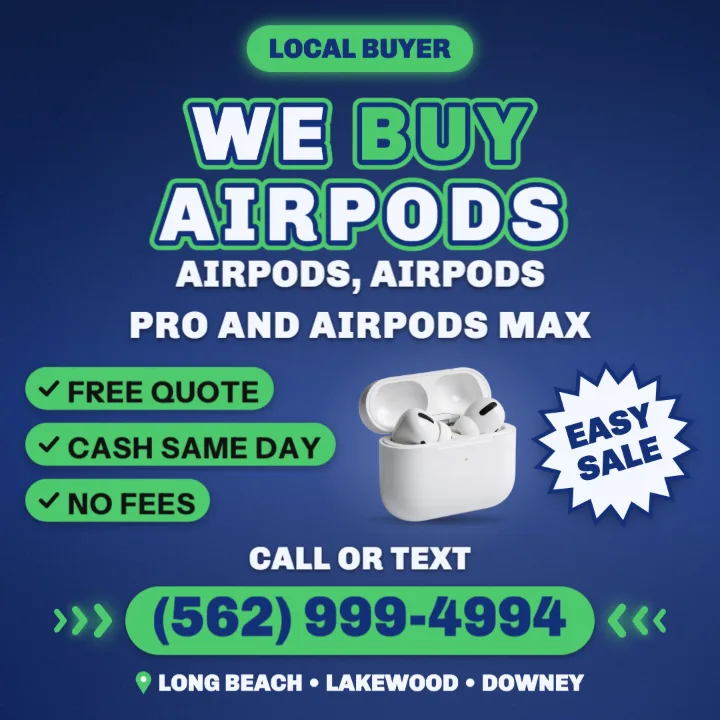 LOCAL BUYER
WE BUY
AIRPODS
AIRPODS, AIRPODS
PRO AND AIRPODS MAX
✓ FREE QUOTE
✓ CASH SAME DAY
✓ NO FEES
EASY
SALE
CALL OR TEXT
(562) 999-4994
LONG BEACH • LAKEWOOD • DOWNEY